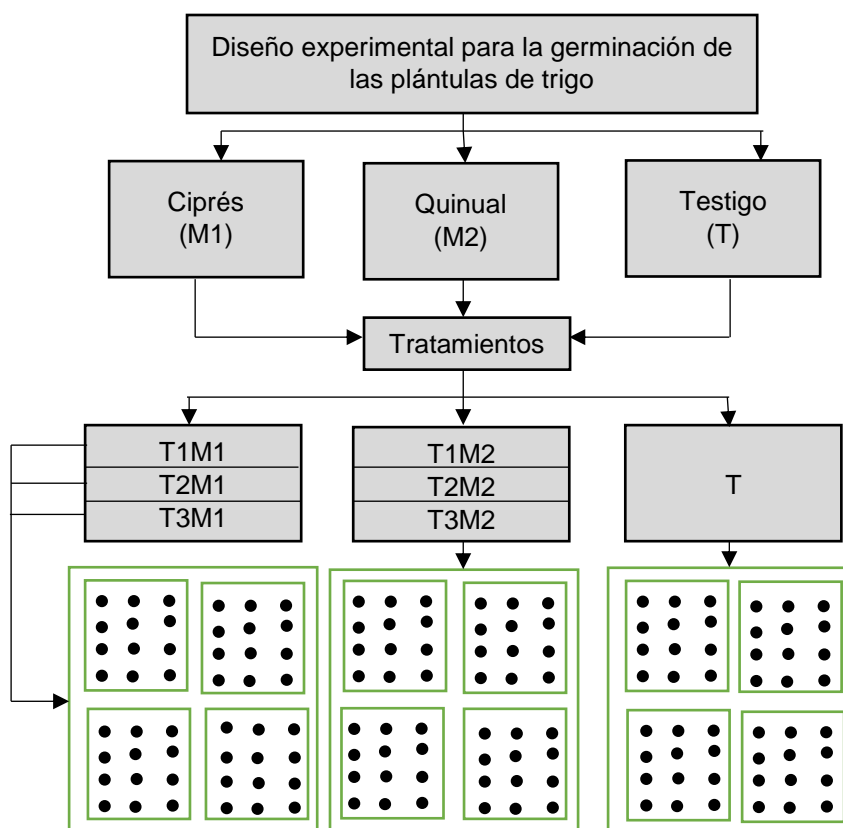 Diseño experimental para la germinación de
las plántulas de trigo
Ciprés
(M1)
Quinual
(M2)
Testigo
(T)
Tratamientos
T1M1
T2M1
T3M1
T1M2
T2M2
T3M2
T